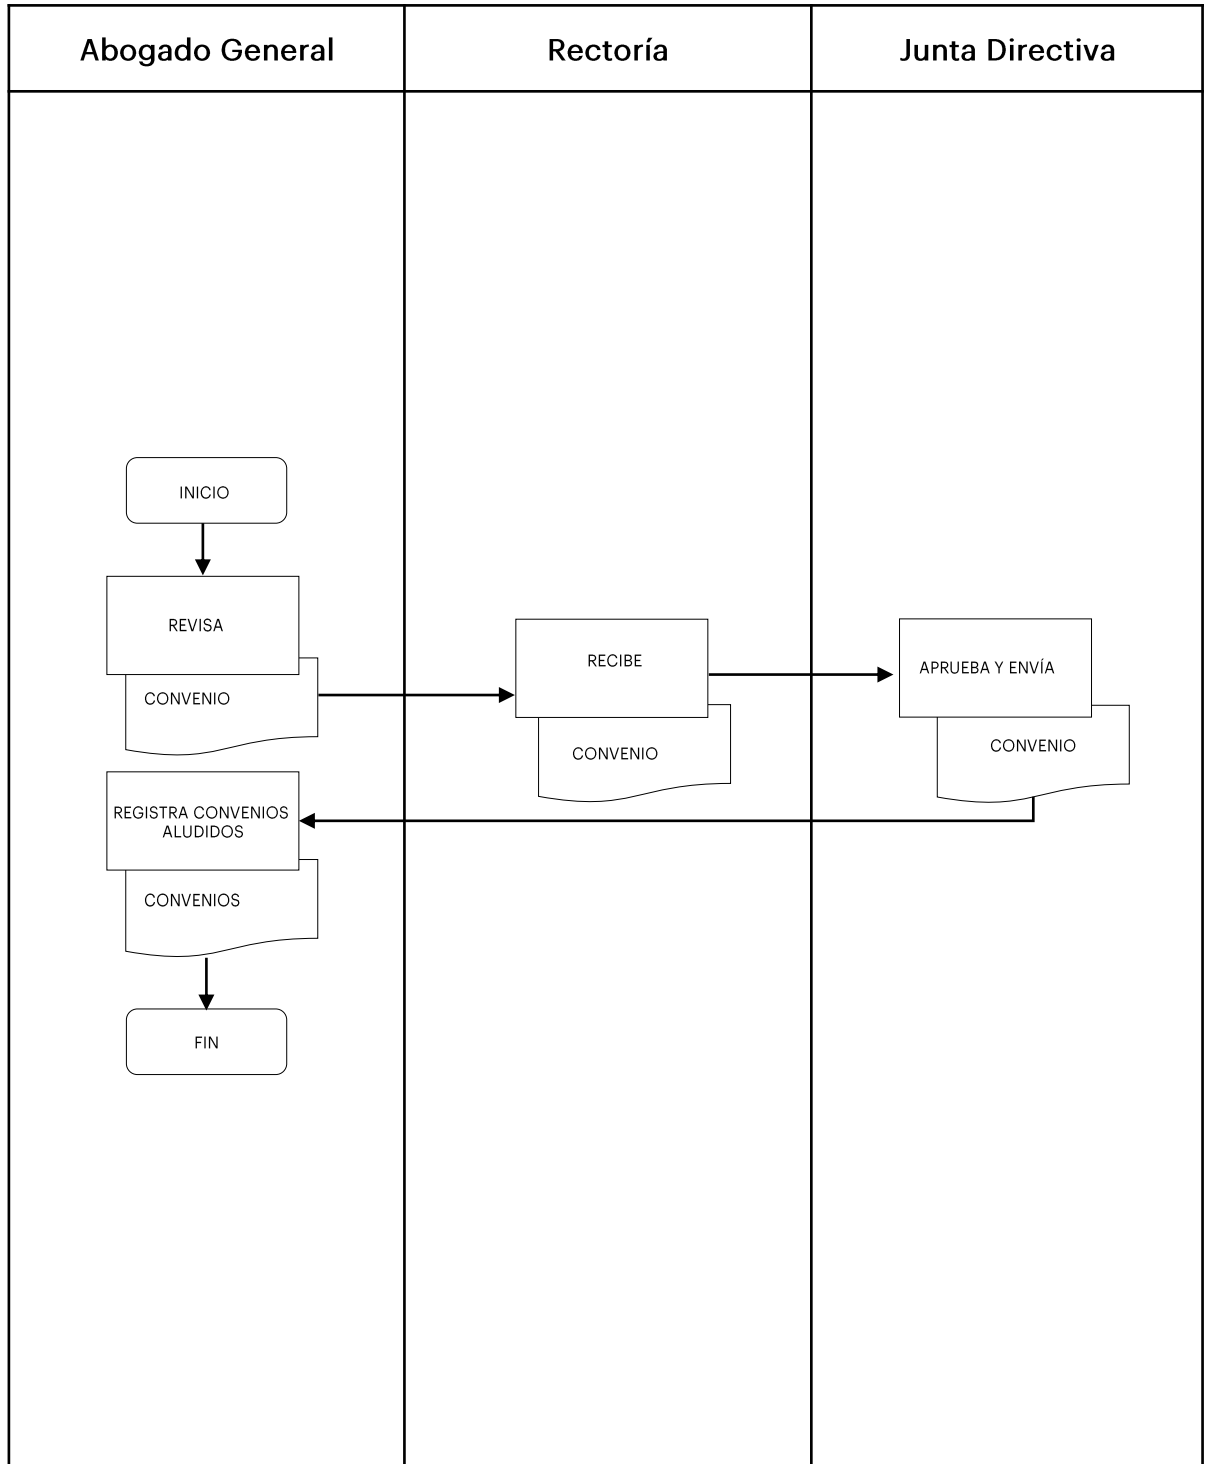 Abogado General
Rectoría
Junta Directiva
INICIO
REVISA
CONVENIO
RECIBE
CONVENIO
APRUEBA Y ENVÍA
CONVENIO
REGISTRA CONVENIOS
ALUDIDOS
CONVENIOS
FIN